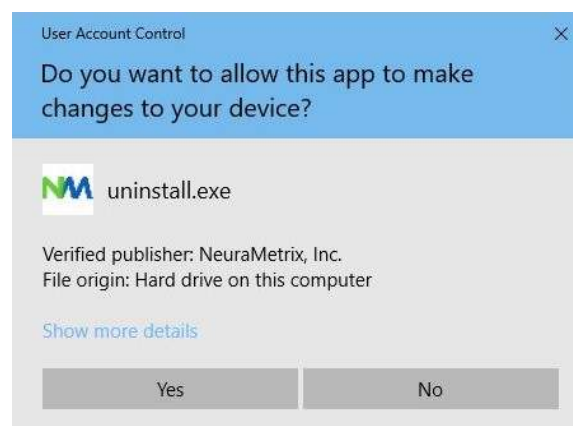 User Account Control
Do you want to allow this app to make
changes to your device?
NM uninstall.exe
Verified publisher: NeuraMetrix, Inc.
File origin: Hard drive on this computer
Show more details
Yes No